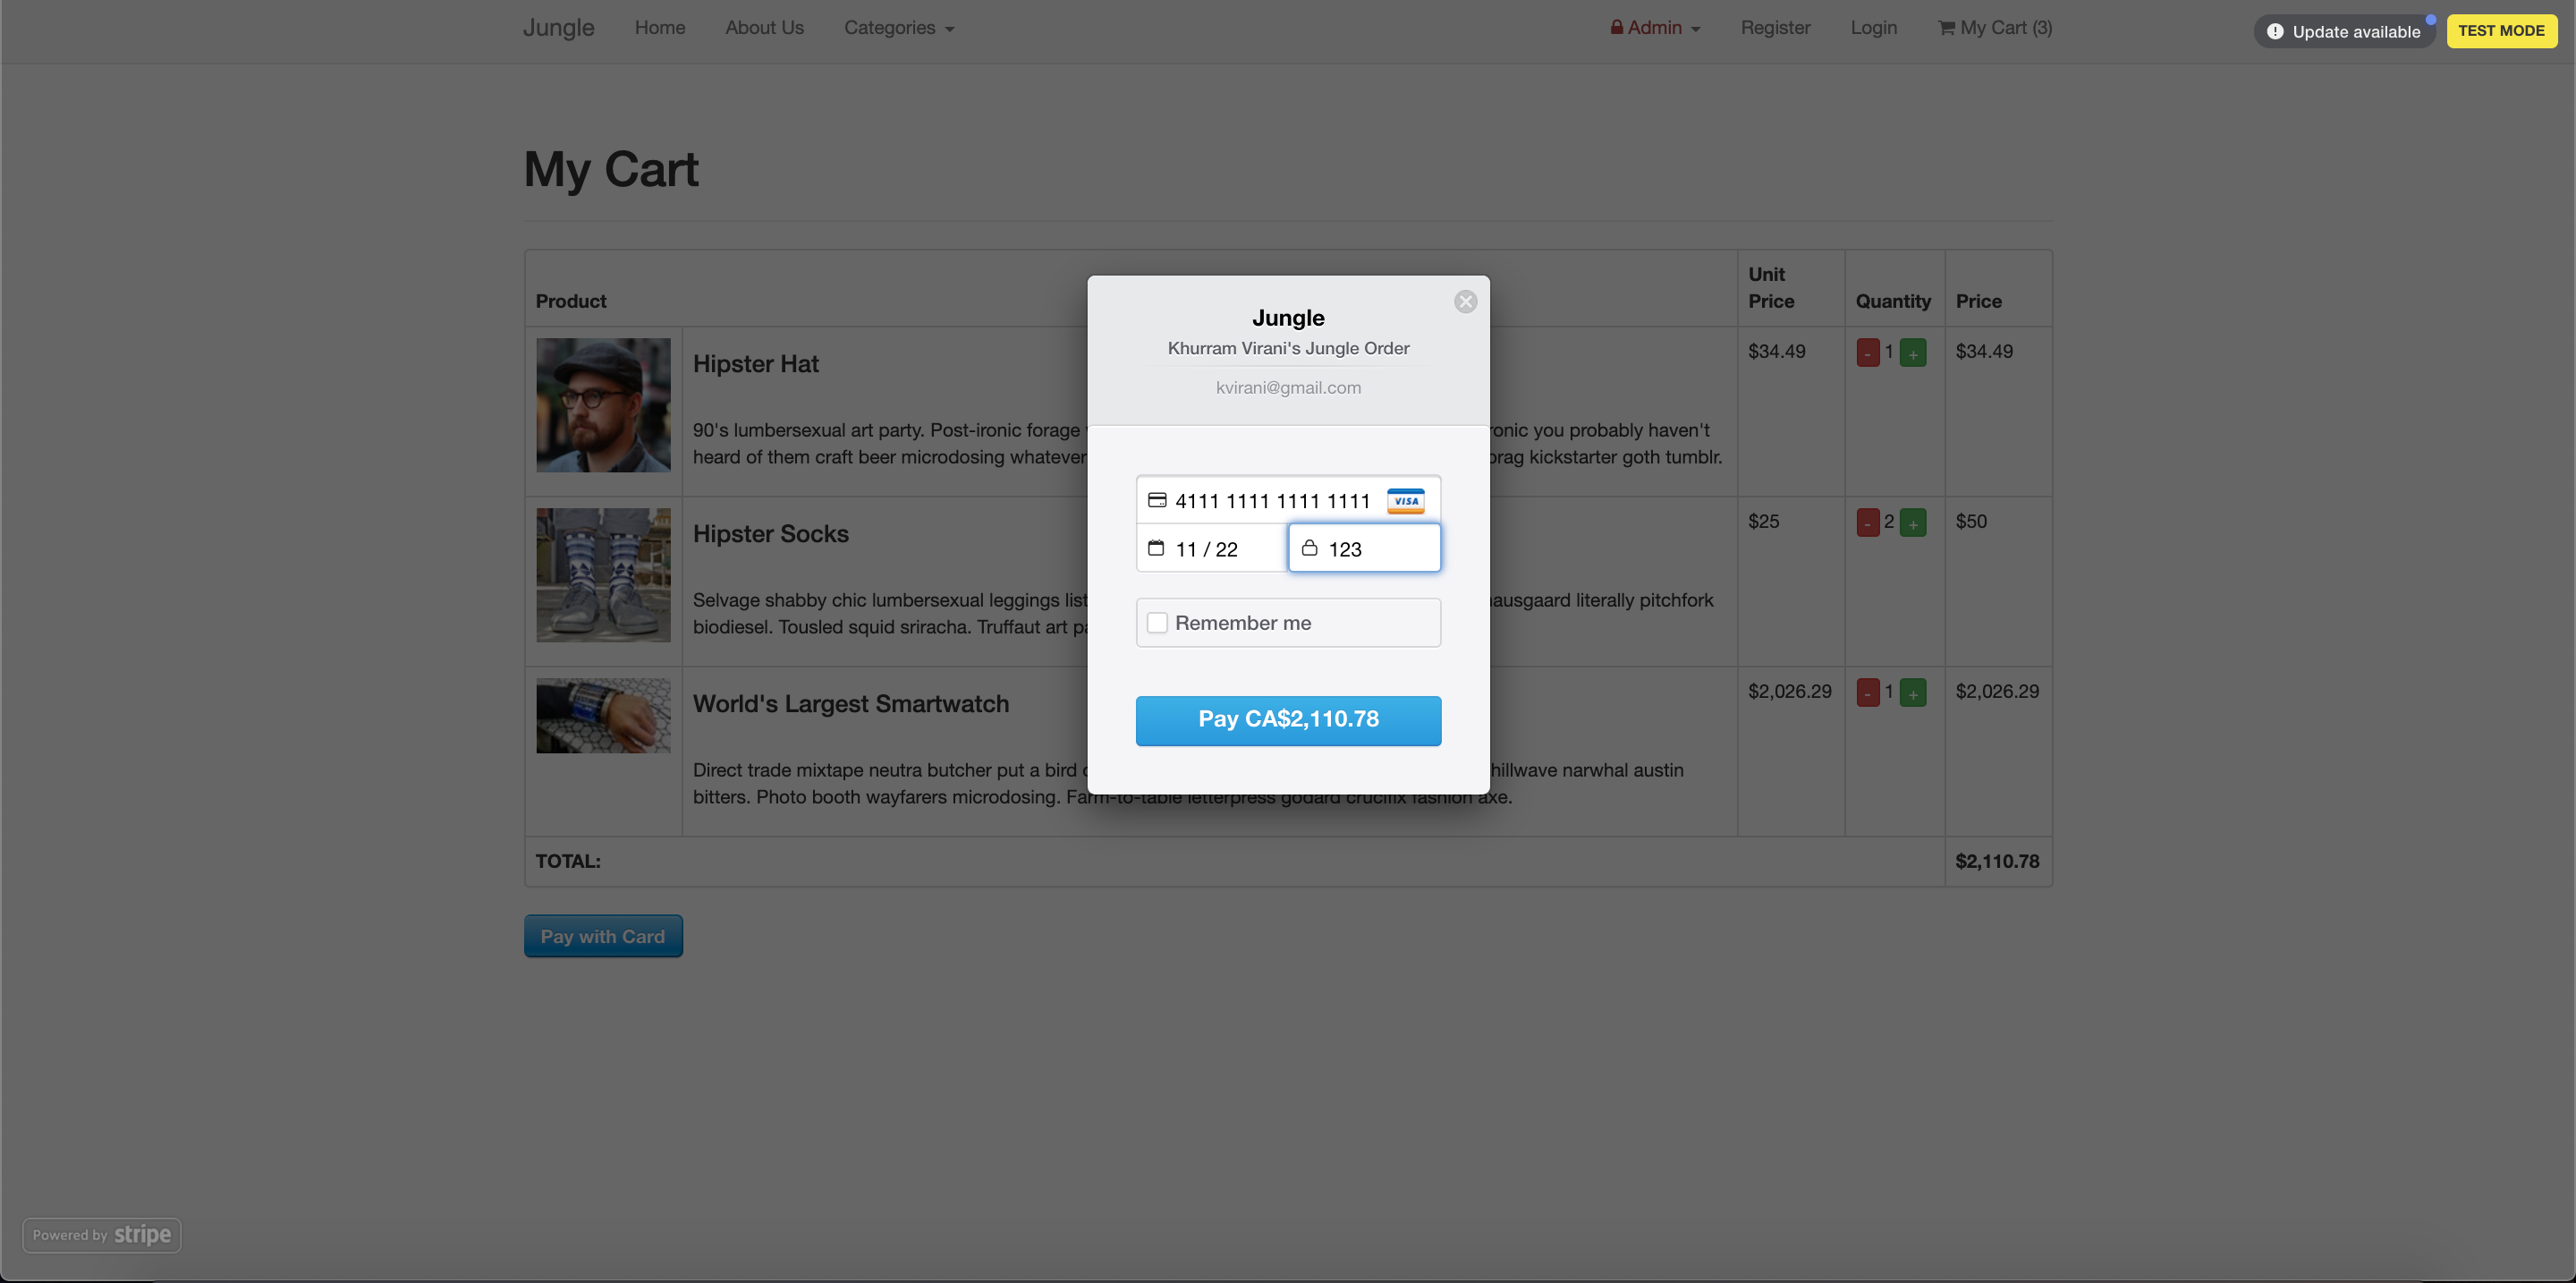 Jungle Home About Us Categories Admin Register Login My Cart (3)
Update available TEST MODE
My Cart
Product Unit Price Quantity Price
Hipster Hat $34.49 - 1 + $34.49
90's lumbersexual art party. Post-ironic forage ronic you probably haven't
heard of them craft beer microdosing whatever brag kickstarter goth tumblr.
Hipster Socks $25 - 2 + $50
Selvage shabby chic lumbersexual leggings list ausgaard literally pitchfork
biodiesel. Tousled squid sriracha. Truffaut art pa
World's Largest Smartwatch $2,026.29 - 1 + $2,026.29
Direct trade mixtape neutra butcher put a bird hillwave narwhal austin
bitters. Photo booth wayfarers microdosing. Farm-to-table letterpress godard crucifix fashion axe.
TOTAL: $2,110.78
Pay with Card
Jungle
Khurram Virani's Jungle Order
kvirani@gmail.com
4111 1111 1111 1111 VISA
11 / 22 123
Remember me
Pay CA$2,110.78
Powered by stripe